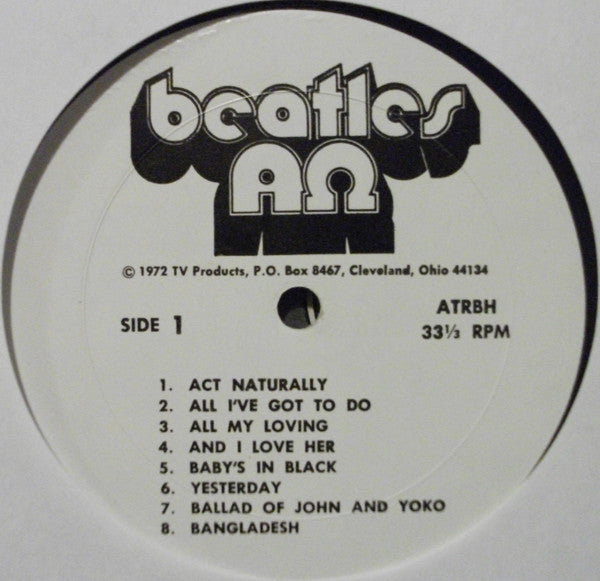 beatles
ΑΩ
© 1972 TV Products, P.O. Box 8467, Cleveland, Ohio 44134
SIDE 1
ATRBH
33⅓ RPM
1. ACT NATURALLY
2. ALL I'VE GOT TO DO
3. ALL MY LOVING
4. AND I LOVE HER
5. BABY'S IN BLACK
6. YESTERDAY
7. BALLAD OF JOHN AND YOKO
8. BANGLADESH